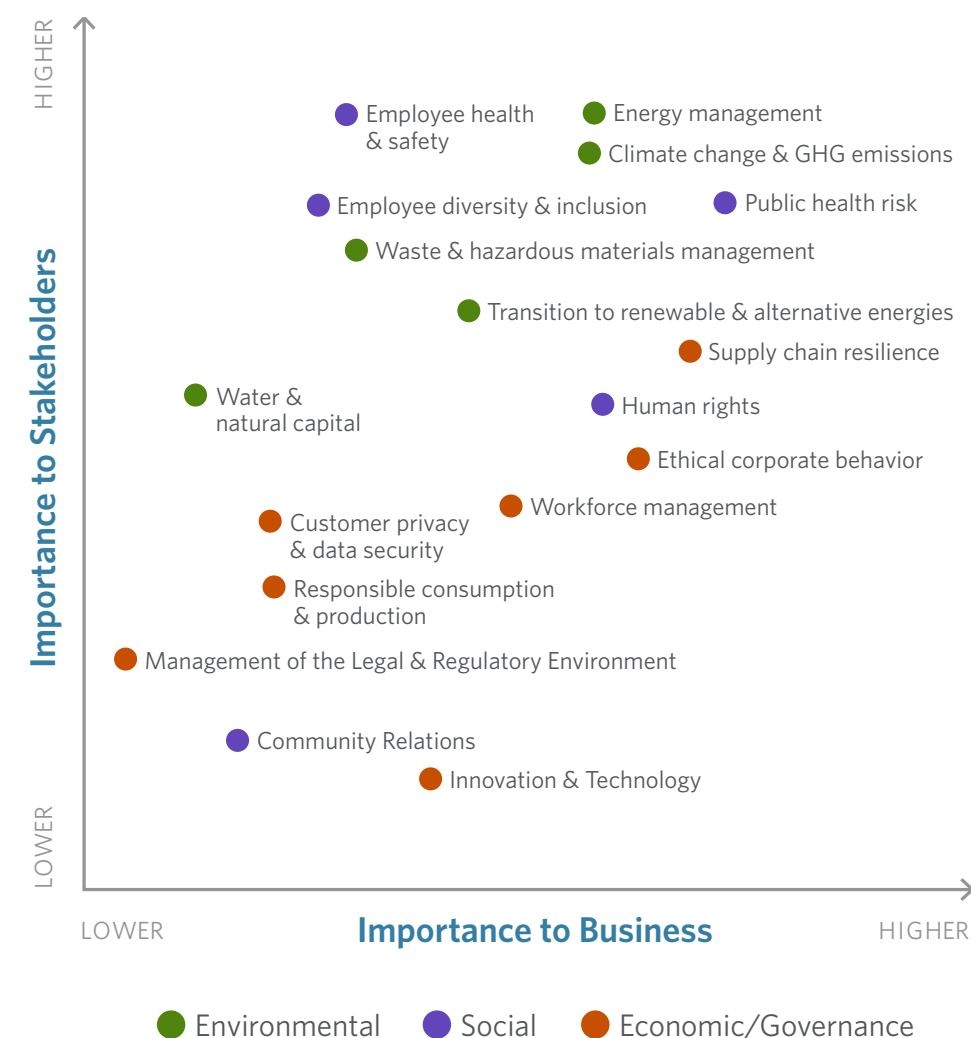 HIGHER
Importance to Stakeholders
LOWER
Employee health
& safety
Energy management
Climate change & GHG emissions
Employee diversity & inclusion
Public health risk
Waste & hazardous materials management
Transition to renewable & alternative energies
Supply chain resilience
Water &
natural capital
Human rights
Ethical corporate behavior
Workforce management
Customer privacy
& data security
Responsible consumption
& production
Management of the Legal & Regulatory Environment
Community Relations
Innovation & Technology
LOWER
Importance to Business
HIGHER
Environmental
Social
Economic/Governance